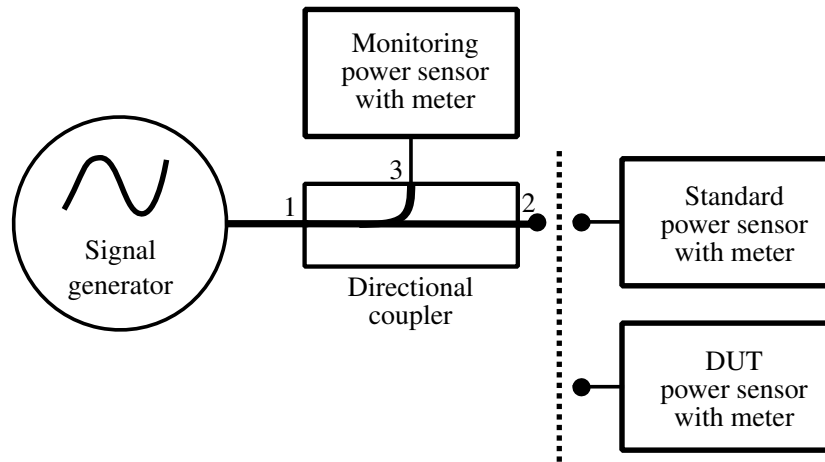 Monitoring
power sensor
with meter
3
1
2
Signal
generator
Directional
coupler
Standard
power sensor
with meter
DUT
power sensor
with meter